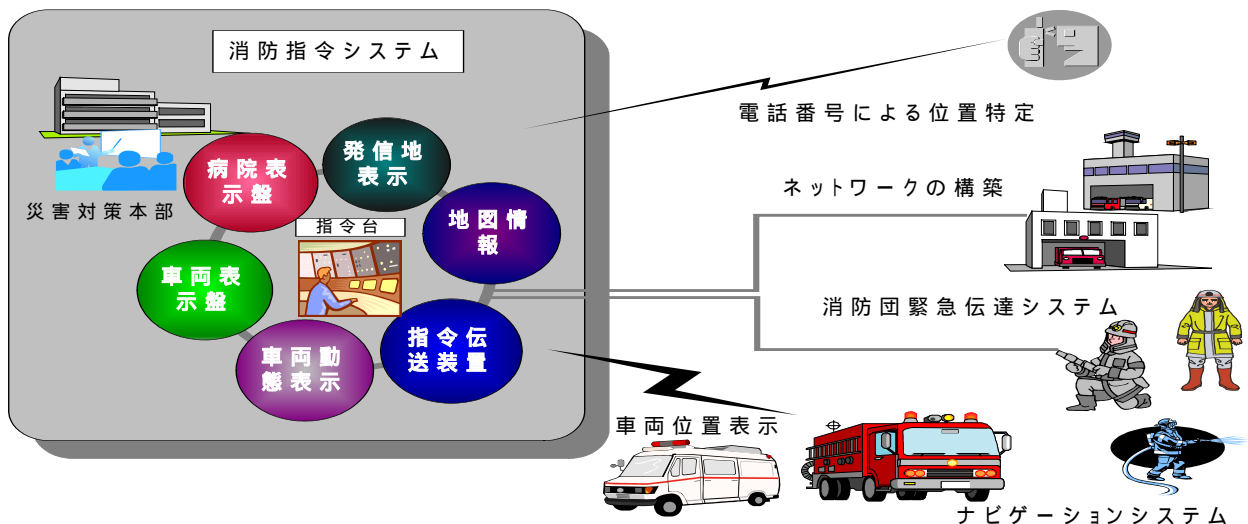 消防指令システム
電話番号による位置特定
発信地
表示
病院表
示盤
ネットワークの構築
災害対策本部
指令台
地図情
報
車両表
示盤
消防団緊急伝達システム
指令伝
送装置
車両動
態表示
車両位置表示
ナビゲーションシステム